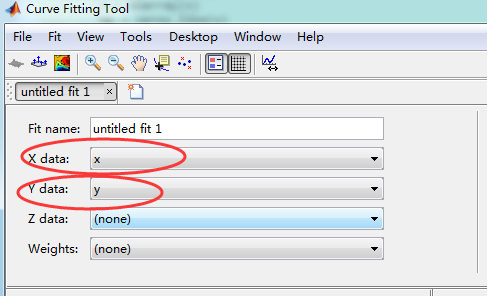 Curve Fitting Tool
File Fit View Tools Desktop Window Help
untitled fit 1
Fit name: untitled fit 1
X data: x
Y data: y
Z data: (none)
Weights: (none)